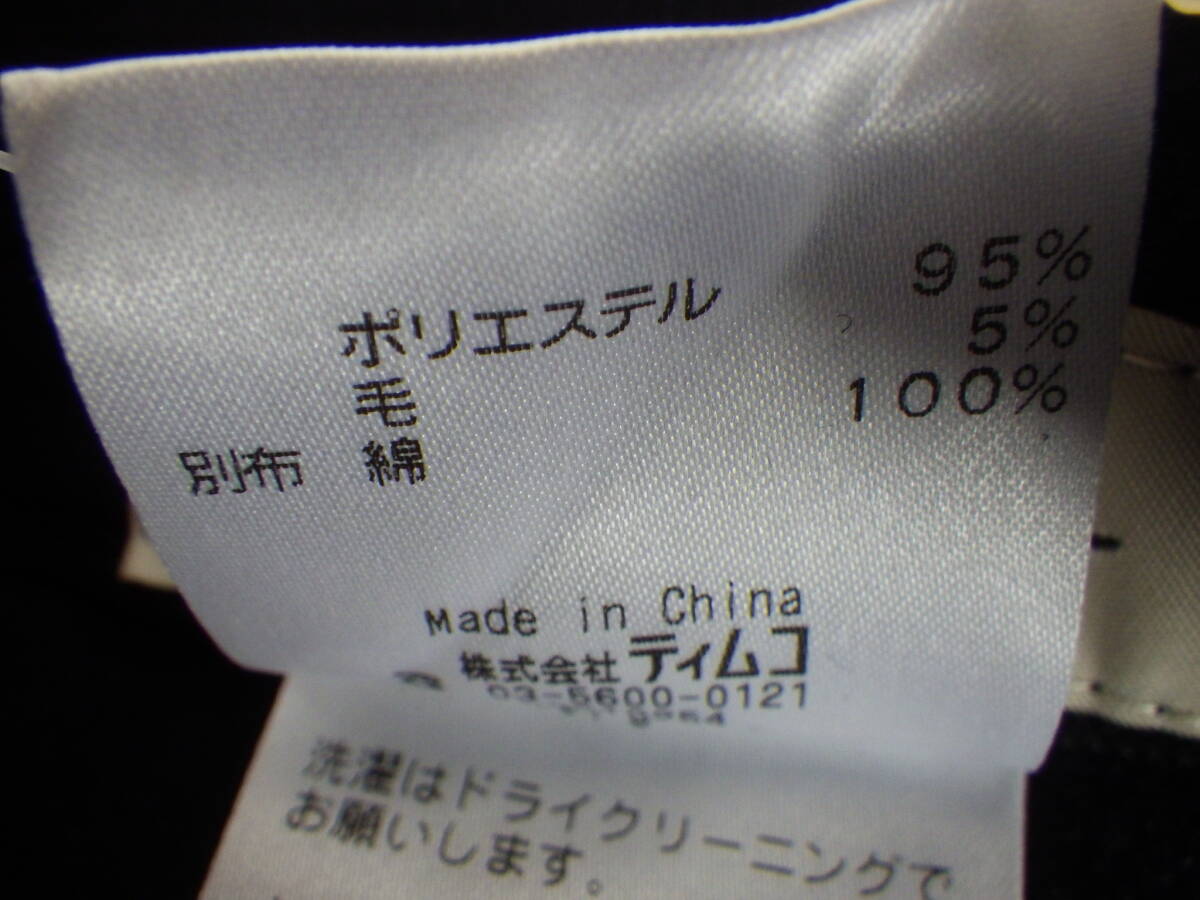 ポリエステル 95%
毛 5%
別布 綿 100%
Made in China
株式会社 ティムコ
03-5600-0121
洗濯はドライクリーニングで
お願いします。